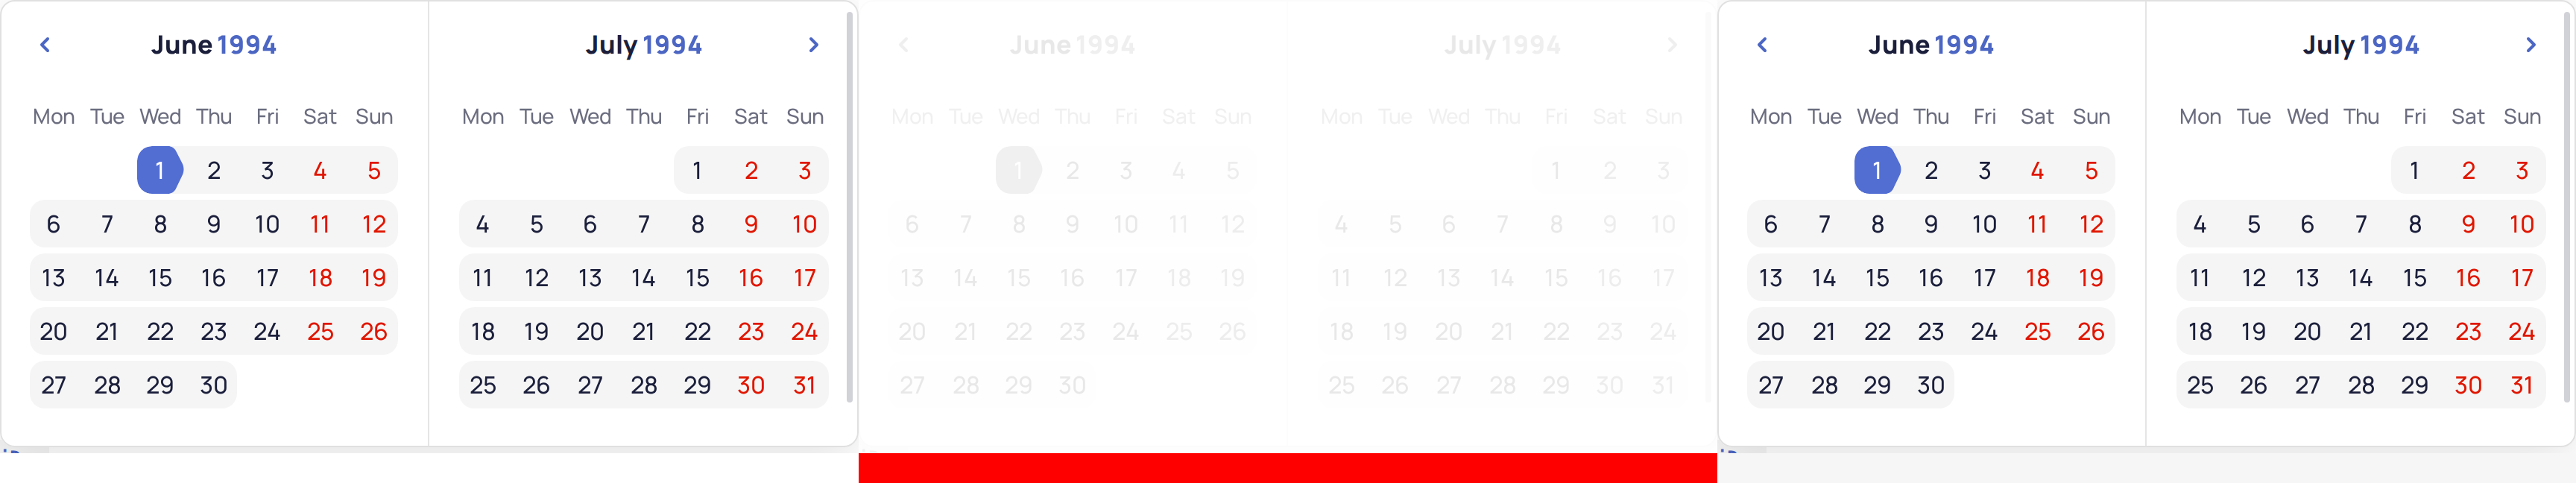 June 1994 July 1994
Mon Tue Wed Thu Fri Sat Sun Mon Tue Wed Thu Fri Sat Sun
1 2 3 4 5 1 2 3
6 7 8 9 10 11 12 4 5 6 7 8 9 10
13 14 15 16 17 18 19 11 12 13 14 15 16 17
20 21 22 23 24 25 26 18 19 20 21 22 23 24
27 28 29 30 25 26 27 28 29 30 31
June 1994 July 1994
Mon Tue Wed Thu Fri Sat Sun Mon Tue Wed Thu Fri Sat Sun
1 2 3 4 5 1 2 3
6 7 8 9 10 11 12 4 5 6 7 8 9 10
13 14 15 16 17 18 19 11 12 13 14 15 16 17
20 21 22 23 24 25 26 18 19 20 21 22 23 24
27 28 29 30 25 26 27 28 29 30 31
June 1994 July 1994
Mon Tue Wed Thu Fri Sat Sun Mon Tue Wed Thu Fri Sat Sun
1 2 3 4 5 1 2 3
6 7 8 9 10 11 12 4 5 6 7 8 9 10
13 14 15 16 17 18 19 11 12 13 14 15 16 17
20 21 22 23 24 25 26 18 19 20 21 22 23 24
27 28 29 30 25 26 27 28 29 30 31